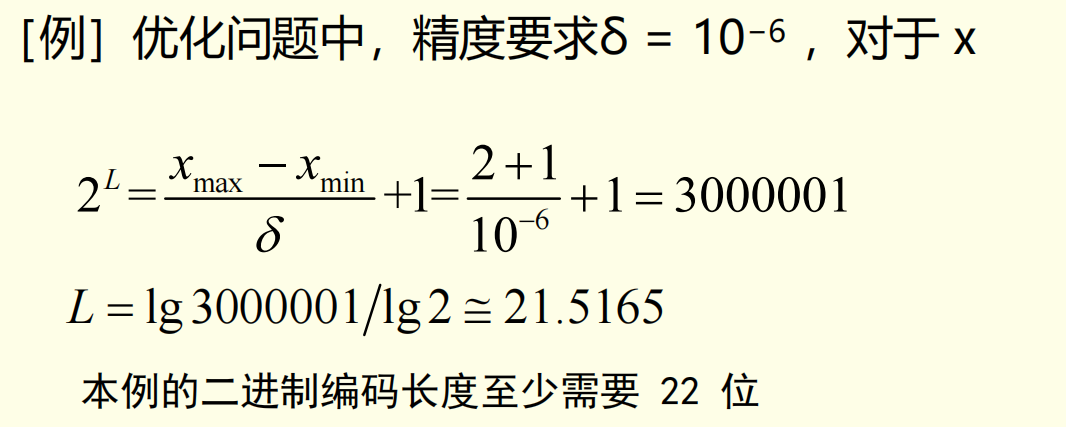 [例] 优化问题中，精度要求δ = 10⁻⁶ ，对于 x
2^L = (x_max − x_min)/δ + 1 = (2+1)/10⁻⁶ + 1 = 3000001
L = lg 3000001/lg 2 ≅ 21.5165
本例的二进制编码长度至少需要 22 位